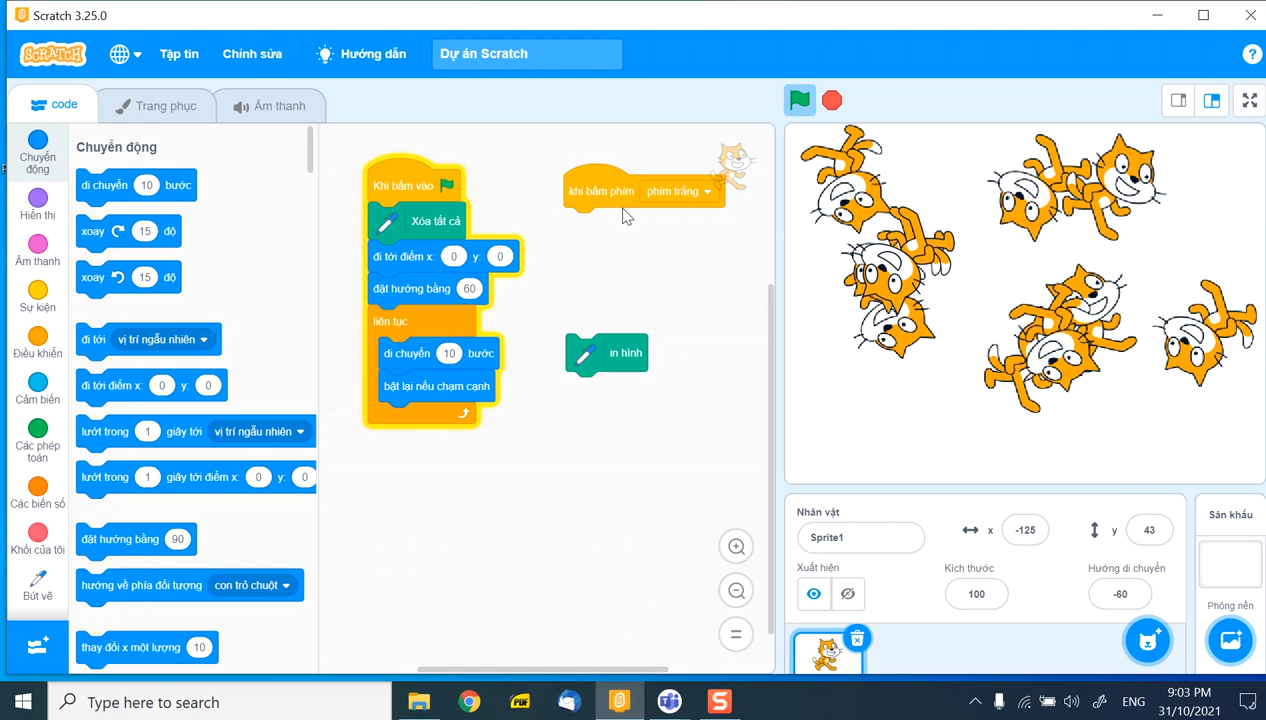 Scratch 3.25.0
SCRATCH
Tập tin
Chỉnh sửa
Hướng dẫn
Dự án Scratch
?
code
Trang phục
Âm thanh
Chuyển động
Hiển thị
Âm thanh
Sự kiện
Điều khiển
Cảm biến
Các phép toán
Các biến số
Khối của tôi
Bút vẽ
Chuyển động
di chuyển 10 bước
xoay 15 độ
xoay 15 độ
đi tới vị trí ngẫu nhiên
đi tới điểm x: 0 y: 0
lướt trong 1 giây tới vị trí ngẫu nhiên
lướt trong 1 giây tới điểm x: 0 y: 0
đặt hướng bằng 90
hướng về phía đối tượng con trỏ chuột
thay đổi x một lượng 10
Khi bấm vào
Xóa tất cả
đi tới điểm x: 0 y: 0
đặt hướng bằng 60
liên tục
di chuyển 10 bước
bật lại nếu chạm cạnh
khi bấm phím phím trắng
in hình
Nhân vật
Sprite1
x -125
y 43
Xuất hiện
Kích thước
100
Hướng di chuyển
-60
Sân khấu
Phông nền
Type here to search
PDF
ENG
9:03 PM
31/10/2021